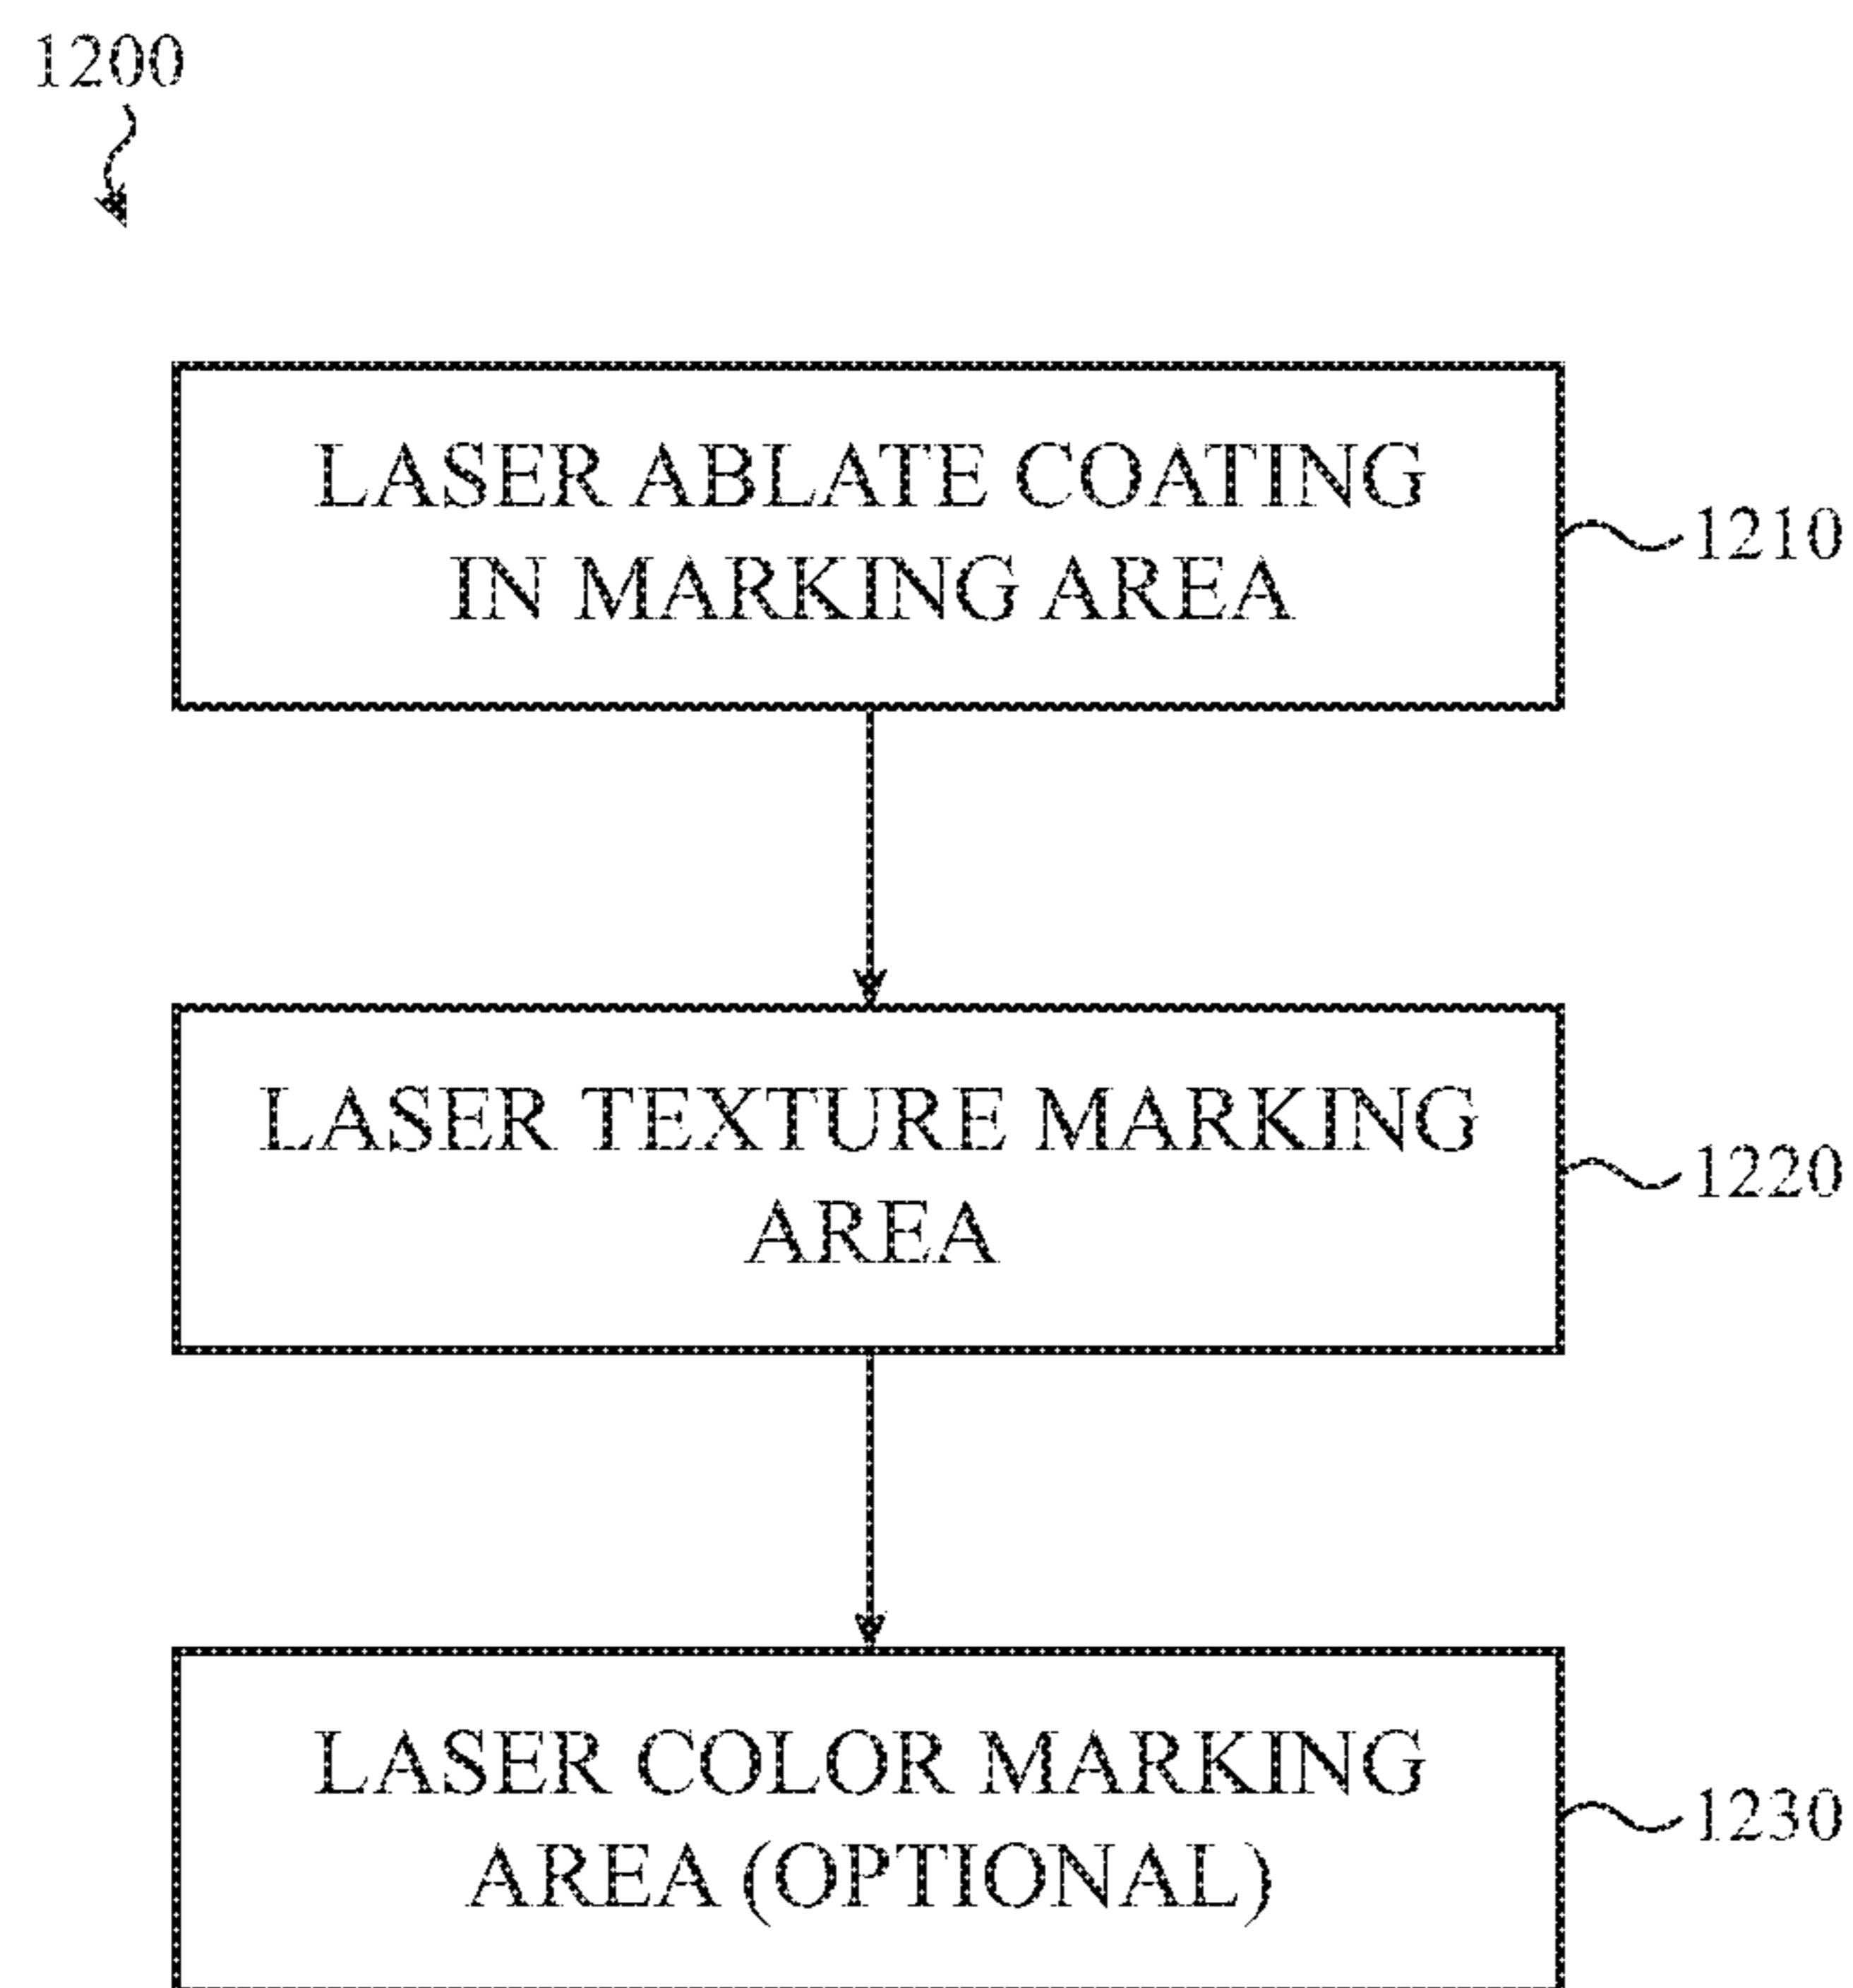 1200
LASER ABLATE COATING
IN MARKING AREA
1210
LASER TEXTURE MARKING
AREA
1220
LASER COLOR MARKING
AREA (OPTIONAL)
1230